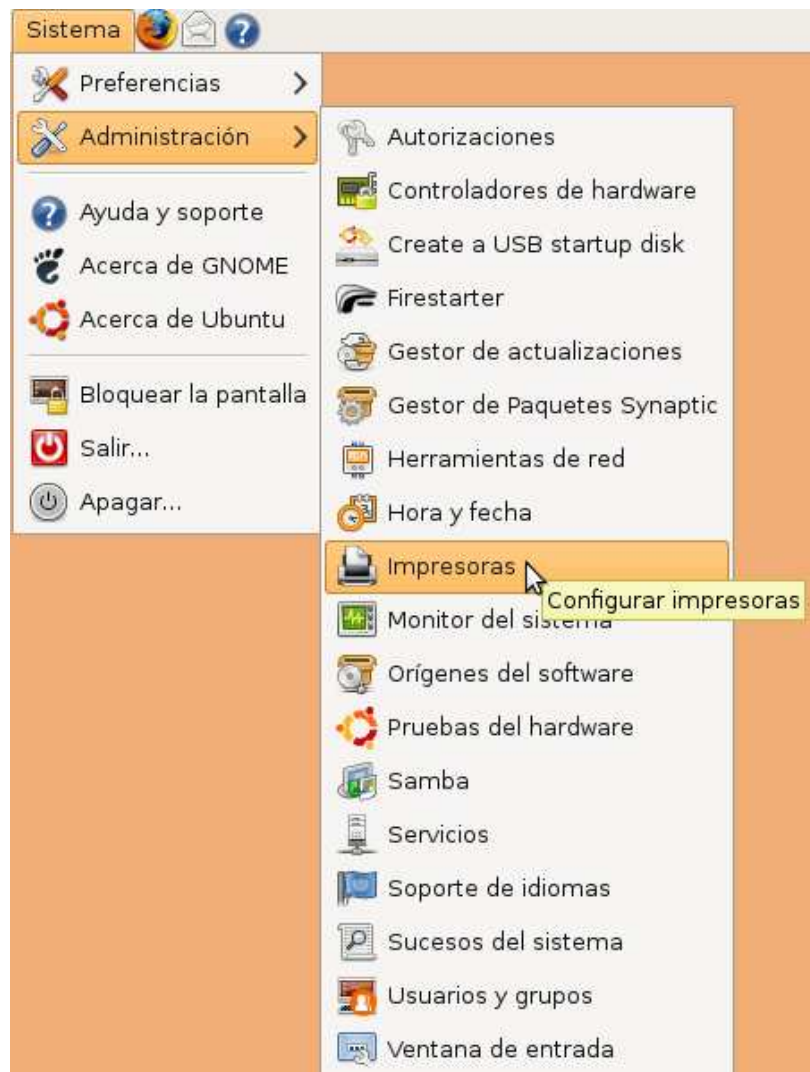 Sistema
Preferencias
Administración
Ayuda y soporte
Acerca de GNOME
Acerca de Ubuntu
Bloquear la pantalla
Salir...
Apagar...
Autorizaciones
Controladores de hardware
Create a USB startup disk
Firestarter
Gestor de actualizaciones
Gestor de Paquetes Synaptic
Herramientas de red
Hora y fecha
Impresoras
Configurar impresoras
Monitor del sistema
Orígenes del software
Pruebas del hardware
Samba
Servicios
Soporte de idiomas
Sucesos del sistema
Usuarios y grupos
Ventana de entrada